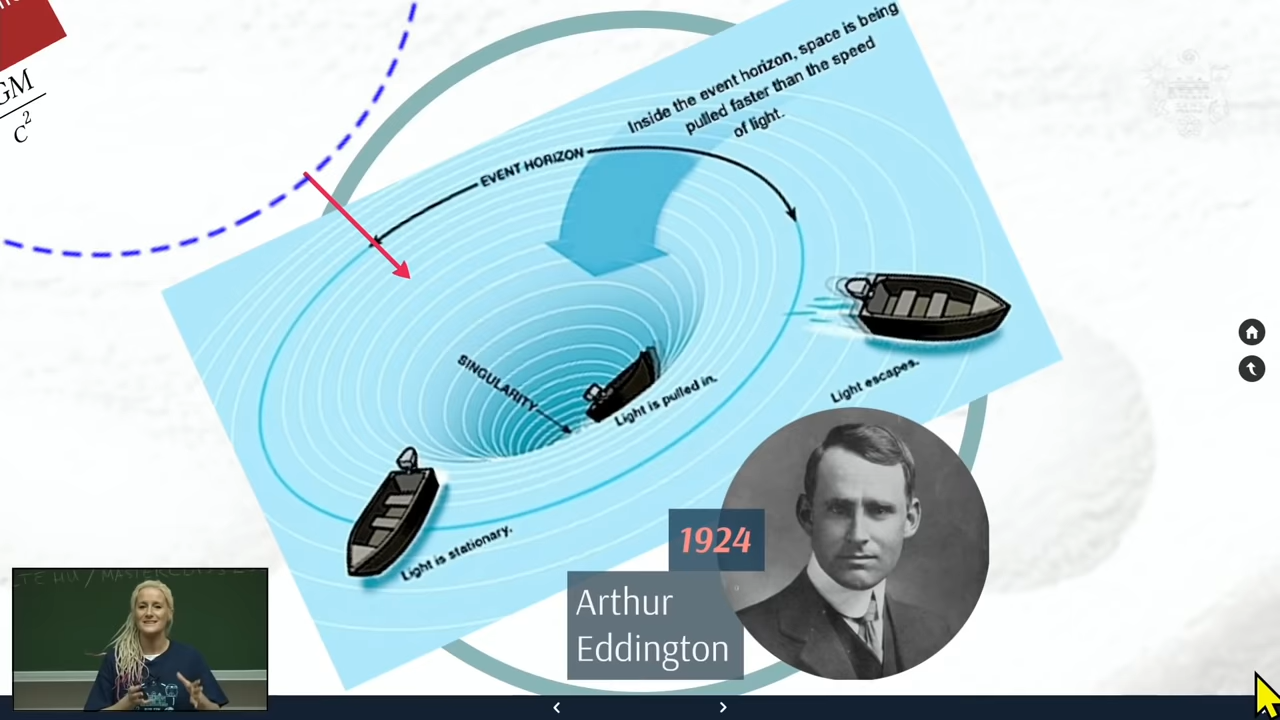 GM
c²
Inside the event horizon, space is being
pulled faster than the speed
of light.
EVENT HORIZON
SINGULARITY
Light is pulled in.
Light escapes.
Light is stationary.
1924
Arthur
Eddington